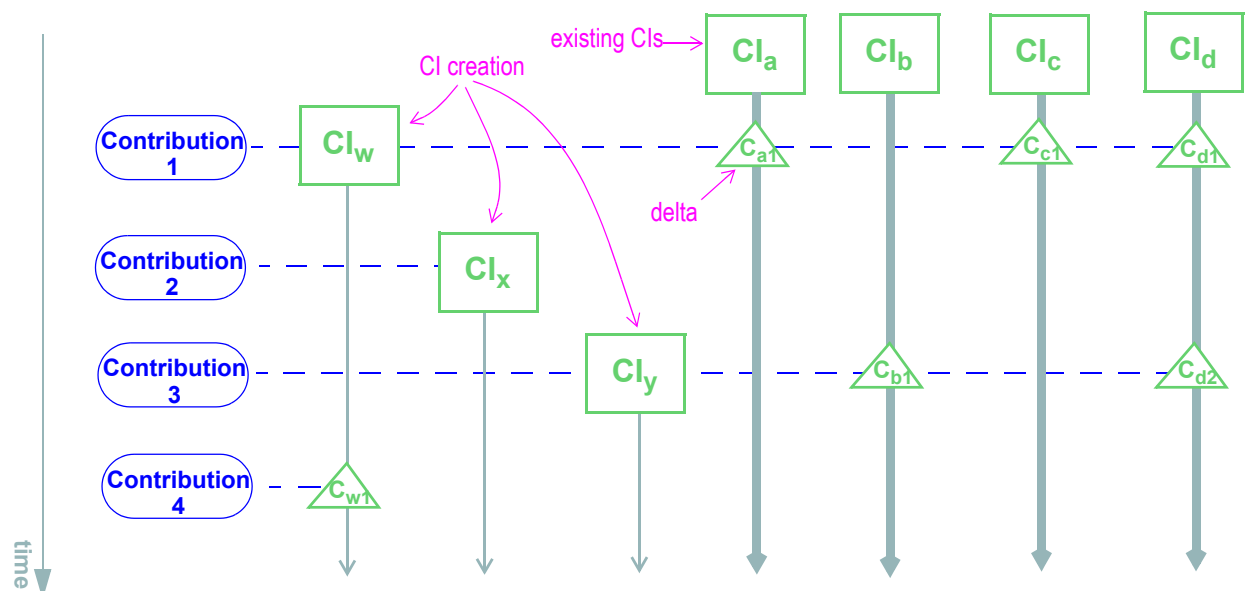 existing CIs
CIa
CIb
CIc
CId
CI creation
Contribution
1
CIw
Ca1
Cc1
Cd1
delta
Contribution
2
CIx
Contribution
3
CIy
Cb1
Cd2
Contribution
4
Cw1
time